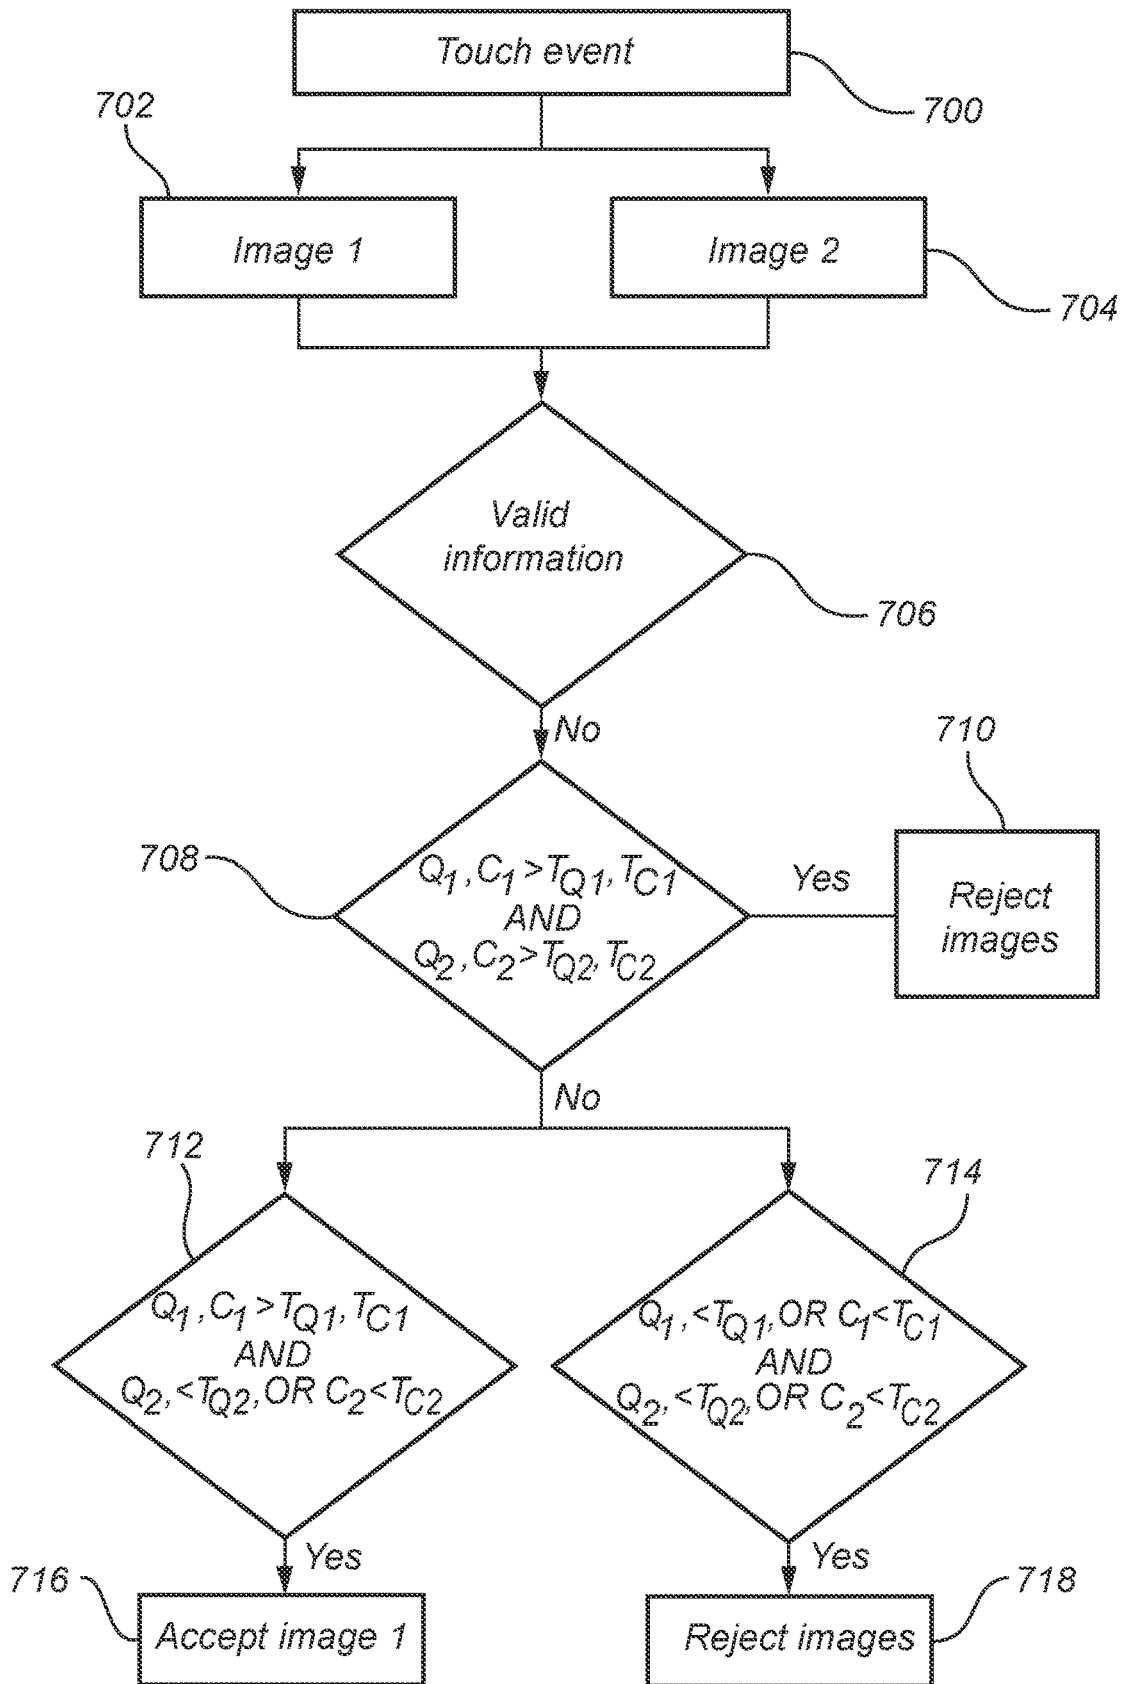 Touch event
700
702
Image 1
Image 2
704
Valid
information
706
No
710
708
Q1, C1 >TQ1, TC1
AND
Q2, C2 >TQ2, TC2
Yes
Reject
images
No
712
714
Q1, C1 >TQ1, TC1
AND
Q2, <TQ2, OR C2 <TC2
Q1, <TQ1, OR C1 <TC1
AND
Q2, <TQ2, OR C2 <TC2
Yes
Yes
716
Accept image 1
Reject images
718